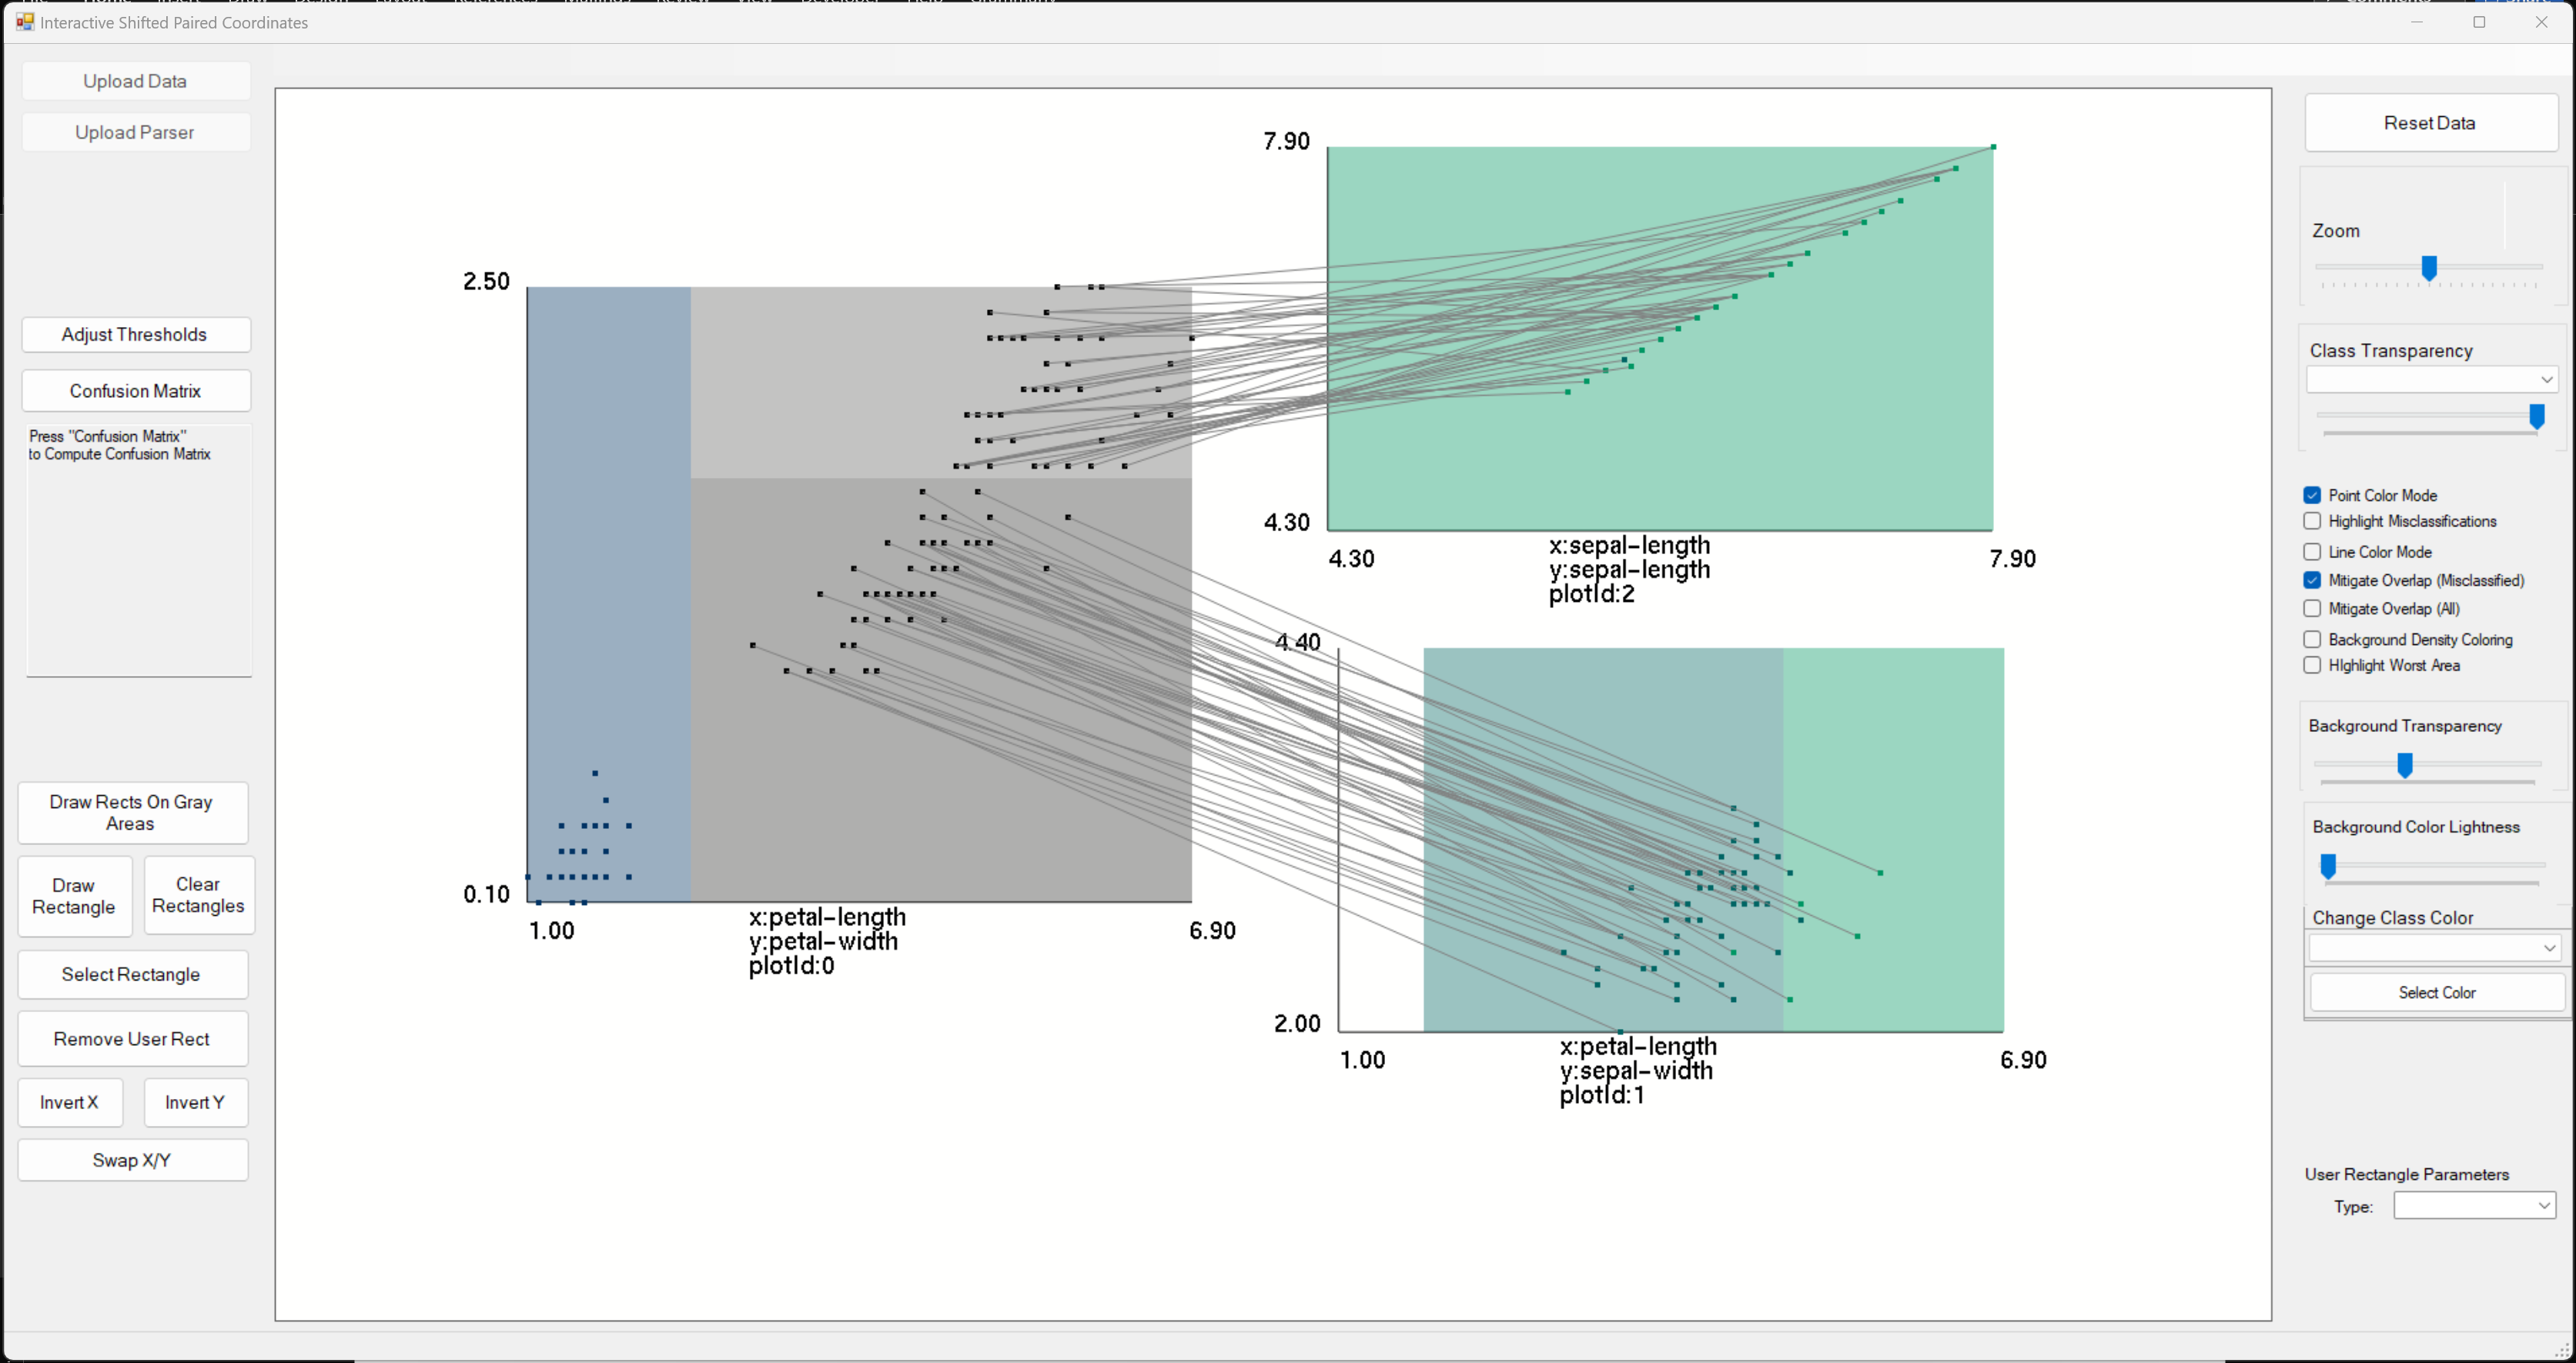 Interactive Shifted Paired Coordinates
Upload Data
Upload Parser
Adjust Thresholds
Confusion Matrix
Press "Confusion Matrix"
to Compute Confusion Matrix
Draw Rects On Gray
Areas
Draw
Rectangle
Clear
Rectangles
Select Rectangle
Remove User Rect
Invert X
Invert Y
Swap X/Y
2.50
0.10
1.00
6.90
x:petal-length
y:petal-width
plotId:0
7.90
4.30
4.30
7.90
x:sepal-length
y:sepal-length
plotId:2
4.40
2.00
1.00
6.90
x:petal-length
y:sepal-width
plotId:1
Reset Data
Zoom
Class Transparency
Point Color Mode
Highlight Misclassifications
Line Color Mode
Mitigate Overlap (Misclassified)
Mitigate Overlap (All)
Background Density Coloring
HIghlight Worst Area
Background Transparency
Background Color Lightness
Change Class Color
Select Color
User Rectangle Parameters
Type: